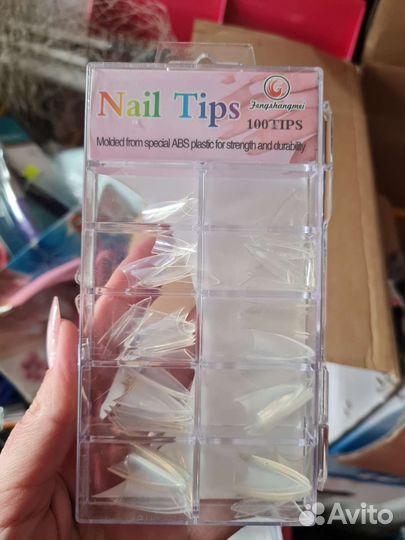 Nail Tips
Fengshangmei
100TIPS
Molded from special ABS plastic for strength and durability
Avito